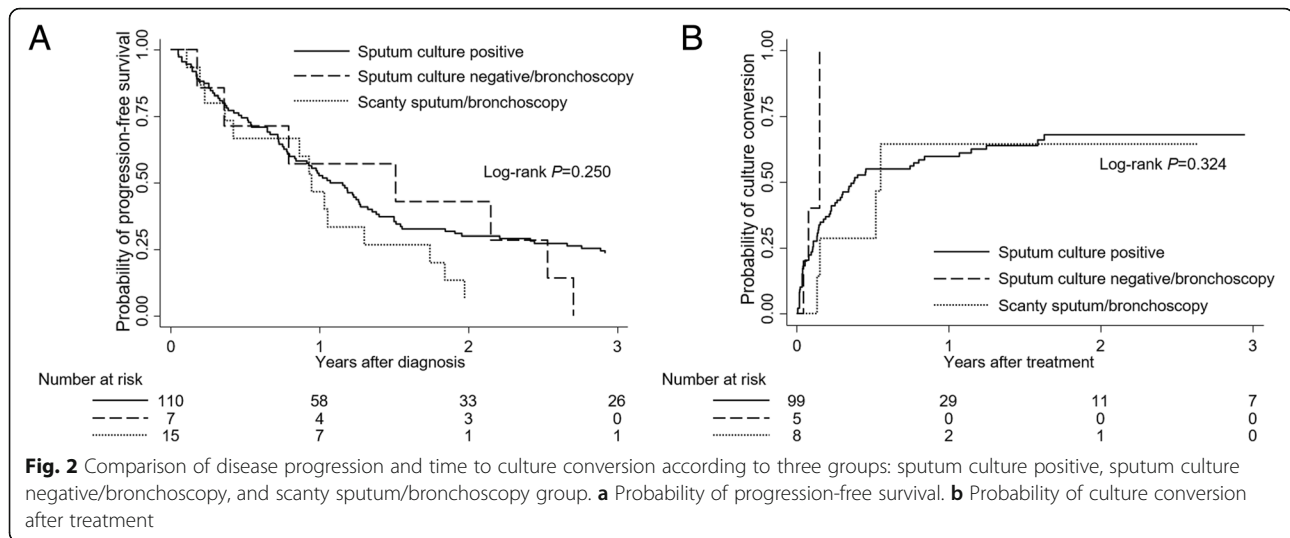 A
Probability of progression-free survival
1.00
0.75
0.50
0.25
0.00
Sputum culture positive
Sputum culture negative/bronchoscopy
Scanty sputum/bronchoscopy
Log-rank P=0.250
0 1 2 3
Years after diagnosis
Number at risk
110 58 33 26
7 4 3 0
15 7 1 1
B
Probability of culture conversion
1.00
0.75
0.50
0.25
0.00
Log-rank P=0.324
Sputum culture positive
Sputum culture negative/bronchoscopy
Scanty sputum/bronchoscopy
0 1 2 3
Years after treatment
Number at risk
99 29 11 7
5 0 0 0
8 2 1 0
Fig. 2 Comparison of disease progression and time to culture conversion according to three groups: sputum culture positive, sputum culture
negative/bronchoscopy, and scanty sputum/bronchoscopy group. a Probability of progression-free survival. b Probability of culture conversion
after treatment